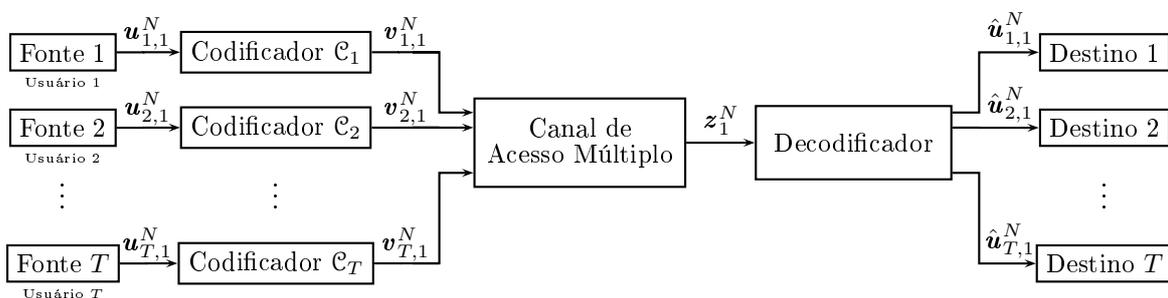 Fonte 1
Usuário 1
𝒖_{1,1}^N
Codificador 𝒞_1
𝒗_{1,1}^N
Fonte 2
Usuário 2
𝒖_{2,1}^N
Codificador 𝒞_2
𝒗_{2,1}^N
⋮
⋮
Fonte T
Usuário T
𝒖_{T,1}^N
Codificador 𝒞_T
𝒗_{T,1}^N
Canal de
Acesso Múltiplo
𝒛_1^N
Decodificador
𝒖̂_{1,1}^N
Destino 1
𝒖̂_{2,1}^N
Destino 2
⋮
𝒖̂_{T,1}^N
Destino T